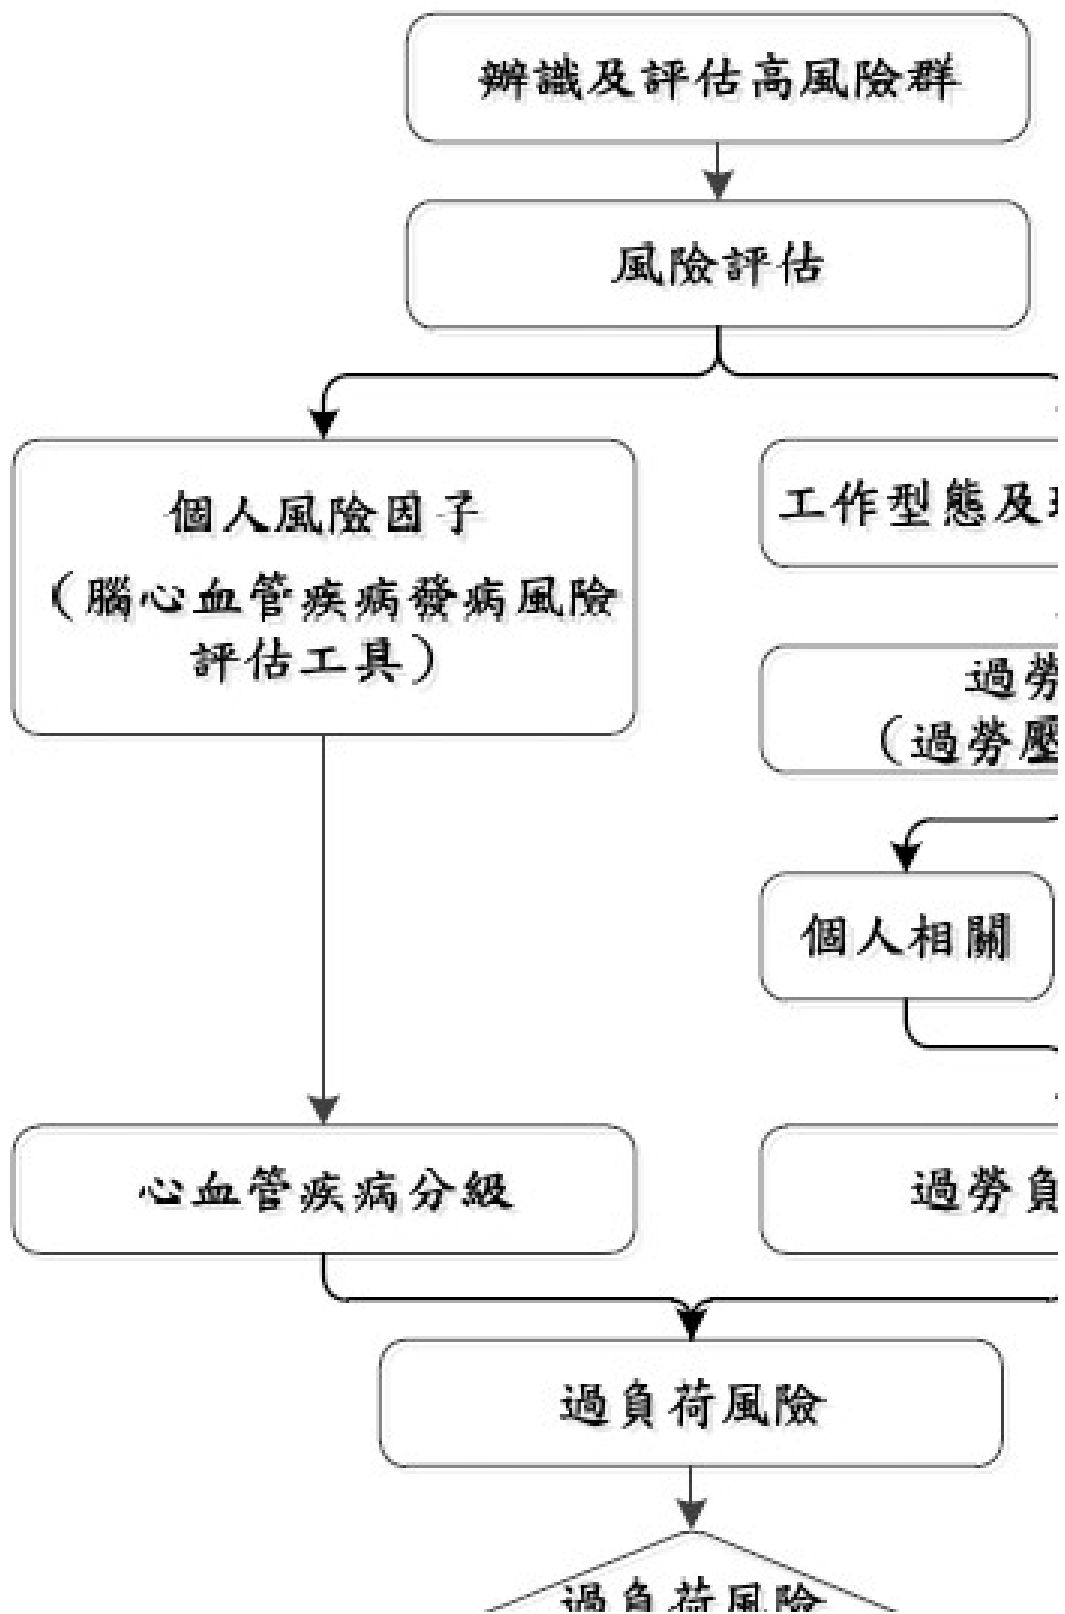 辨識及評估高風險群
風險評估
個人風險因子
（腦心血管疾病發病風險
評估工具）
工作型態及
過勞
（過勞壓
個人相關
心血管疾病分級
過勞負
過負荷風險
過負荷風險